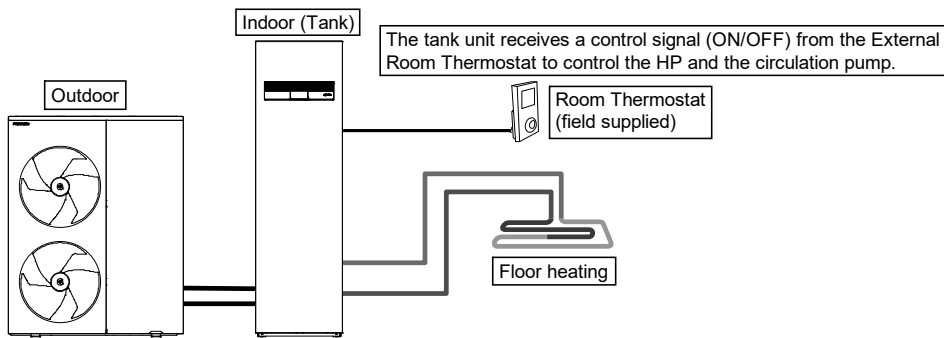 Indoor (Tank)
The tank unit receives a control signal (ON/OFF) from the External
Room Thermostat to control the HP and the circulation pump.
Outdoor
Room Thermostat
(field supplied)
Floor heating